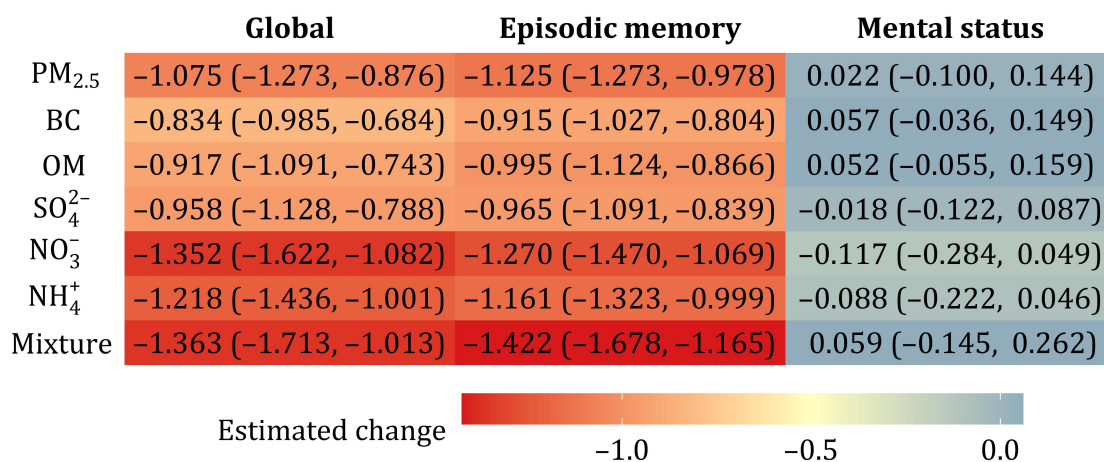 Global Episodic memory Mental status
PM₂.₅ −1.075 (−1.273, −0.876) −1.125 (−1.273, −0.978) 0.022 (−0.100, 0.144)
BC −0.834 (−0.985, −0.684) −0.915 (−1.027, −0.804) 0.057 (−0.036, 0.149)
OM −0.917 (−1.091, −0.743) −0.995 (−1.124, −0.866) 0.052 (−0.055, 0.159)
SO₄²⁻ −0.958 (−1.128, −0.788) −0.965 (−1.091, −0.839) −0.018 (−0.122, 0.087)
NO₃⁻ −1.352 (−1.622, −1.082) −1.270 (−1.470, −1.069) −0.117 (−0.284, 0.049)
NH₄⁺ −1.218 (−1.436, −1.001) −1.161 (−1.323, −0.999) −0.088 (−0.222, 0.046)
Mixture −1.363 (−1.713, −1.013) −1.422 (−1.678, −1.165) 0.059 (−0.145, 0.262)
Estimated change
−1.0 −0.5 0.0